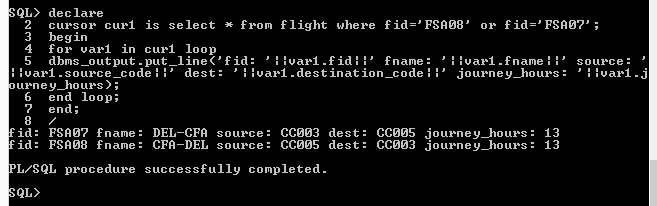 SQL> declare
  2  cursor cur1 is select * from flight where fid='FSA08' or fid='FSA07';
  3  begin
  4  for var1 in cur1 loop
  5  dbms_output.put_line('fid: '||var1.fid||' fname: '||var1.fname||' source: '
||var1.source_code||' dest: '||var1.destination_code||' journey_hours: '||var1.j
ourney_hours);
  6  end loop;
  7  end;
  8  /
fid: FSA07 fname: DEL-CFA source: CC003 dest: CC005 journey_hours: 13
fid: FSA08 fname: CFA-DEL source: CC005 dest: CC003 journey_hours: 13
PL/SQL procedure successfully completed.
SQL>